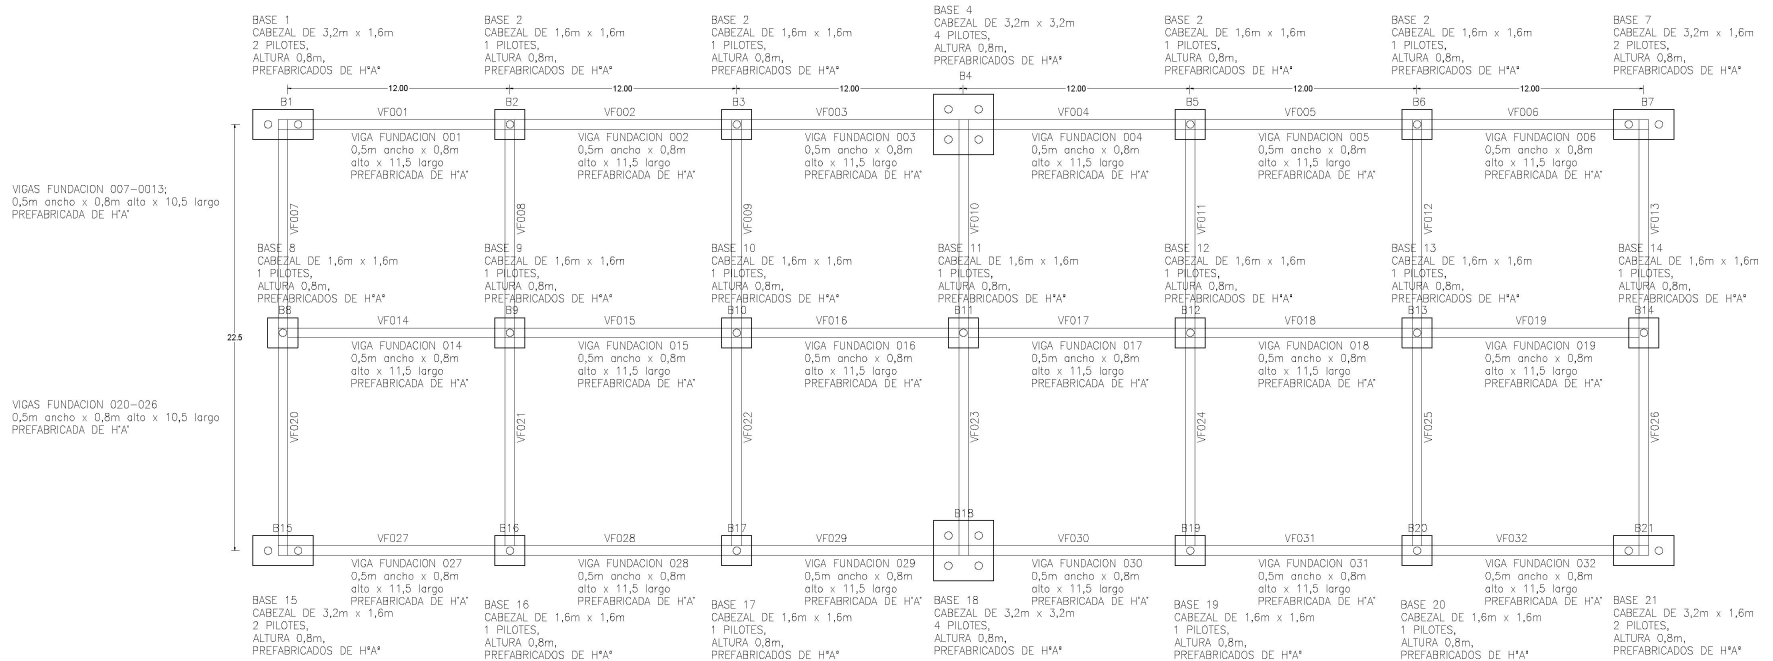 BASE 1
CABEZAL DE 3,2m x 1,6m
2 PILOTES,
ALTURA 0,8m,
PREFABRICADOS DE H°A°
BASE 2
CABEZAL DE 1,6m x 1,6m
1 PILOTES,
ALTURA 0,8m,
PREFABRICADOS DE H°A°
BASE 2
CABEZAL DE 1,6m x 1,6m
1 PILOTES,
ALTURA 0,8m,
PREFABRICADOS DE H°A°
BASE 4
CABEZAL DE 3,2m x 3,2m
4 PILOTES,
ALTURA 0,8m,
PREFABRICADOS DE H°A°
BASE 2
CABEZAL DE 1,6m x 1,6m
1 PILOTES,
ALTURA 0,8m,
PREFABRICADOS DE H°A°
BASE 2
CABEZAL DE 1,6m x 1,6m
1 PILOTES,
ALTURA 0,8m,
PREFABRICADOS DE H°A°
BASE 7
CABEZAL DE 3,2m x 1,6m
2 PILOTES,
ALTURA 0,8m,
PREFABRICADOS DE H°A°
12.00 12.00 12.00 12.00 12.00 12.00
B1 B2 B3 B4 B5 B6 B7
VF001 VF002 VF003 VF004 VF005 VF006
VIGA FUNDACION 001
0,5m ancho x 0,8m
alto x 11,5 largo
PREFABRICADA DE H°A°
VIGA FUNDACION 002
0,5m ancho x 0,8m
alto x 11,5 largo
PREFABRICADA DE H°A°
VIGA FUNDACION 003
0,5m ancho x 0,8m
alto x 11,5 largo
PREFABRICADA DE H°A°
VIGA FUNDACION 004
0,5m ancho x 0,8m
alto x 11,5 largo
PREFABRICADA DE H°A°
VIGA FUNDACION 005
0,5m ancho x 0,8m
alto x 11,5 largo
PREFABRICADA DE H°A°
VIGA FUNDACION 006
0,5m ancho x 0,8m
alto x 11,5 largo
PREFABRICADA DE H°A°
VIGAS FUNDACION 007-0013;
0,5m ancho x 0,8m alto x 10,5 largo
PREFABRICADA DE H°A°
VF007
VF008
VF009
VF010
VF011
VF012
VF013
BASE 8
CABEZAL DE 1,6m x 1,6m
1 PILOTES,
ALTURA 0,8m,
PREFABRICADOS DE H°A°
BASE 9
CABEZAL DE 1,6m x 1,6m
1 PILOTES,
ALTURA 0,8m,
PREFABRICADOS DE H°A°
BASE 10
CABEZAL DE 1,6m x 1,6m
1 PILOTES,
ALTURA 0,8m,
PREFABRICADOS DE H°A°
BASE 11
CABEZAL DE 1,6m x 1,6m
1 PILOTES,
ALTURA 0,8m,
PREFABRICADOS DE H°A°
BASE 12
CABEZAL DE 1,6m x 1,6m
1 PILOTES,
ALTURA 0,8m,
PREFABRICADOS DE H°A°
BASE 13
CABEZAL DE 1,6m x 1,6m
1 PILOTES,
ALTURA 0,8m,
PREFABRICADOS DE H°A°
BASE 14
CABEZAL DE 1,6m x 1,6m
1 PILOTES,
ALTURA 0,8m,
PREFABRICADOS DE H°A°
B8 B9 B10 B11 B12 B13 B14
VF014 VF015 VF016 VF017 VF018 VF019
22.5
VIGA FUNDACION 014
0,5m ancho x 0,8m
alto x 11,5 largo
PREFABRICADA DE H°A°
VIGA FUNDACION 015
0,5m ancho x 0,8m
alto x 11,5 largo
PREFABRICADA DE H°A°
VIGA FUNDACION 016
0,5m ancho x 0,8m
alto x 11,5 largo
PREFABRICADA DE H°A°
VIGA FUNDACION 017
0,5m ancho x 0,8m
alto x 11,5 largo
PREFABRICADA DE H°A°
VIGA FUNDACION 018
0,5m ancho x 0,8m
alto x 11,5 largo
PREFABRICADA DE H°A°
VIGA FUNDACION 019
0,5m ancho x 0,8m
alto x 11,5 largo
PREFABRICADA DE H°A°
VIGAS FUNDACION 020-026
0,5m ancho x 0,8m alto x 10,5 largo
PREFABRICADA DE H°A°
VF020
VF021
VF022
VF023
VF024
VF025
VF026
B15 B16 B17 B18 B19 B20 B21
VF027 VF028 VF029 VF030 VF031 VF032
VIGA FUNDACION 027
0,5m ancho x 0,8m
alto x 11,5 largo
PREFABRICADA DE H°A°
VIGA FUNDACION 028
0,5m ancho x 0,8m
alto x 11,5 largo
PREFABRICADA DE H°A°
VIGA FUNDACION 029
0,5m ancho x 0,8m
alto x 11,5 largo
PREFABRICADA DE H°A°
VIGA FUNDACION 030
0,5m ancho x 0,8m
alto x 11,5 largo
PREFABRICADA DE H°A°
VIGA FUNDACION 031
0,5m ancho x 0,8m
alto x 11,5 largo
PREFABRICADA DE H°A°
VIGA FUNDACION 032
0,5m ancho x 0,8m
alto x 11,5 largo
PREFABRICADA DE H°A°
BASE 15
CABEZAL DE 3,2m x 1,6m
2 PILOTES,
ALTURA 0,8m,
PREFABRICADOS DE H°A°
BASE 16
CABEZAL DE 1,6m x 1,6m
1 PILOTES,
ALTURA 0,8m,
PREFABRICADOS DE H°A°
BASE 17
CABEZAL DE 1,6m x 1,6m
1 PILOTES,
ALTURA 0,8m,
PREFABRICADOS DE H°A°
BASE 18
CABEZAL DE 3,2m x 3,2m
4 PILOTES,
ALTURA 0,8m,
PREFABRICADOS DE H°A°
BASE 19
CABEZAL DE 1,6m x 1,6m
1 PILOTES,
ALTURA 0,8m,
PREFABRICADOS DE H°A°
BASE 20
CABEZAL DE 1,6m x 1,6m
1 PILOTES,
ALTURA 0,8m,
PREFABRICADOS DE H°A°
BASE 21
CABEZAL DE 3,2m x 1,6m
2 PILOTES,
ALTURA 0,8m,
PREFABRICADOS DE H°A°